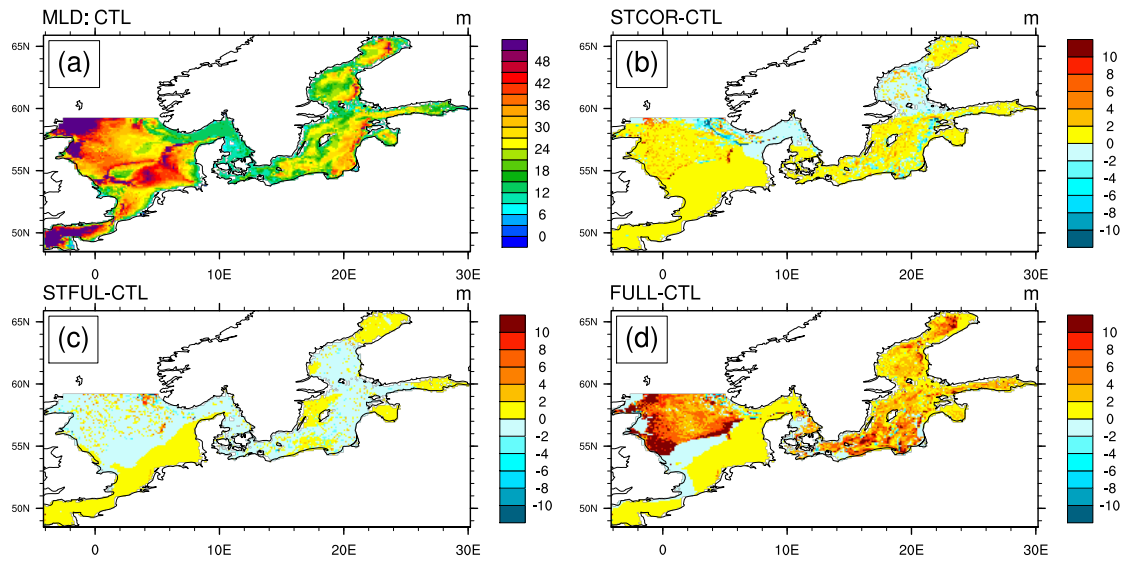 MLD: CTL m
(a)
65N
60N
55N
50N
0 10E 20E 30E
48
42
36
30
24
18
12
6
0
STCOR-CTL m
(b)
65N
60N
55N
50N
0 10E 20E 30E
10
8
6
4
2
0
-2
-4
-6
-8
-10
STFUL-CTL m
(c)
65N
60N
55N
50N
0 10E 20E 30E
10
8
6
4
2
0
-2
-4
-6
-8
-10
FULL-CTL m
(d)
65N
60N
55N
50N
0 10E 20E 30E
10
8
6
4
2
0
-2
-4
-6
-8
-10